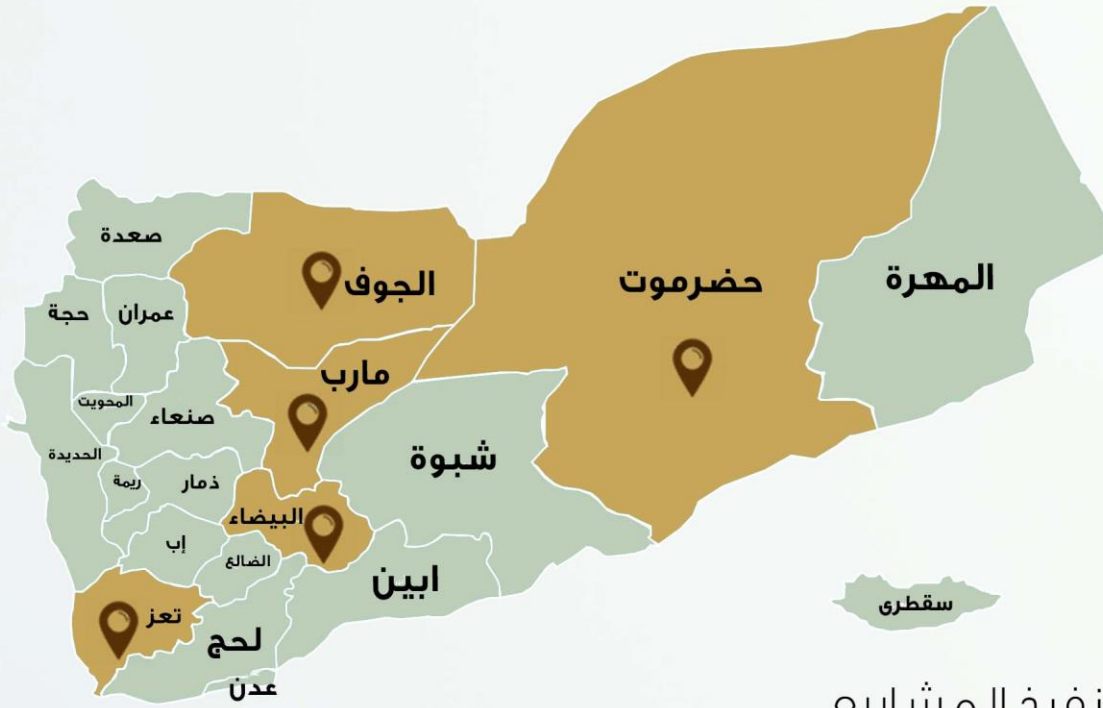 صعدة
الجوف
حضرموت
المهرة
حجة
عمران
مارب
المحويت
صنعاء
الحديدة
شبوة
ريمة
ذمار
البيضاء
إب
الضالع
ابين
تعز
لحج
سقطرى
عدن